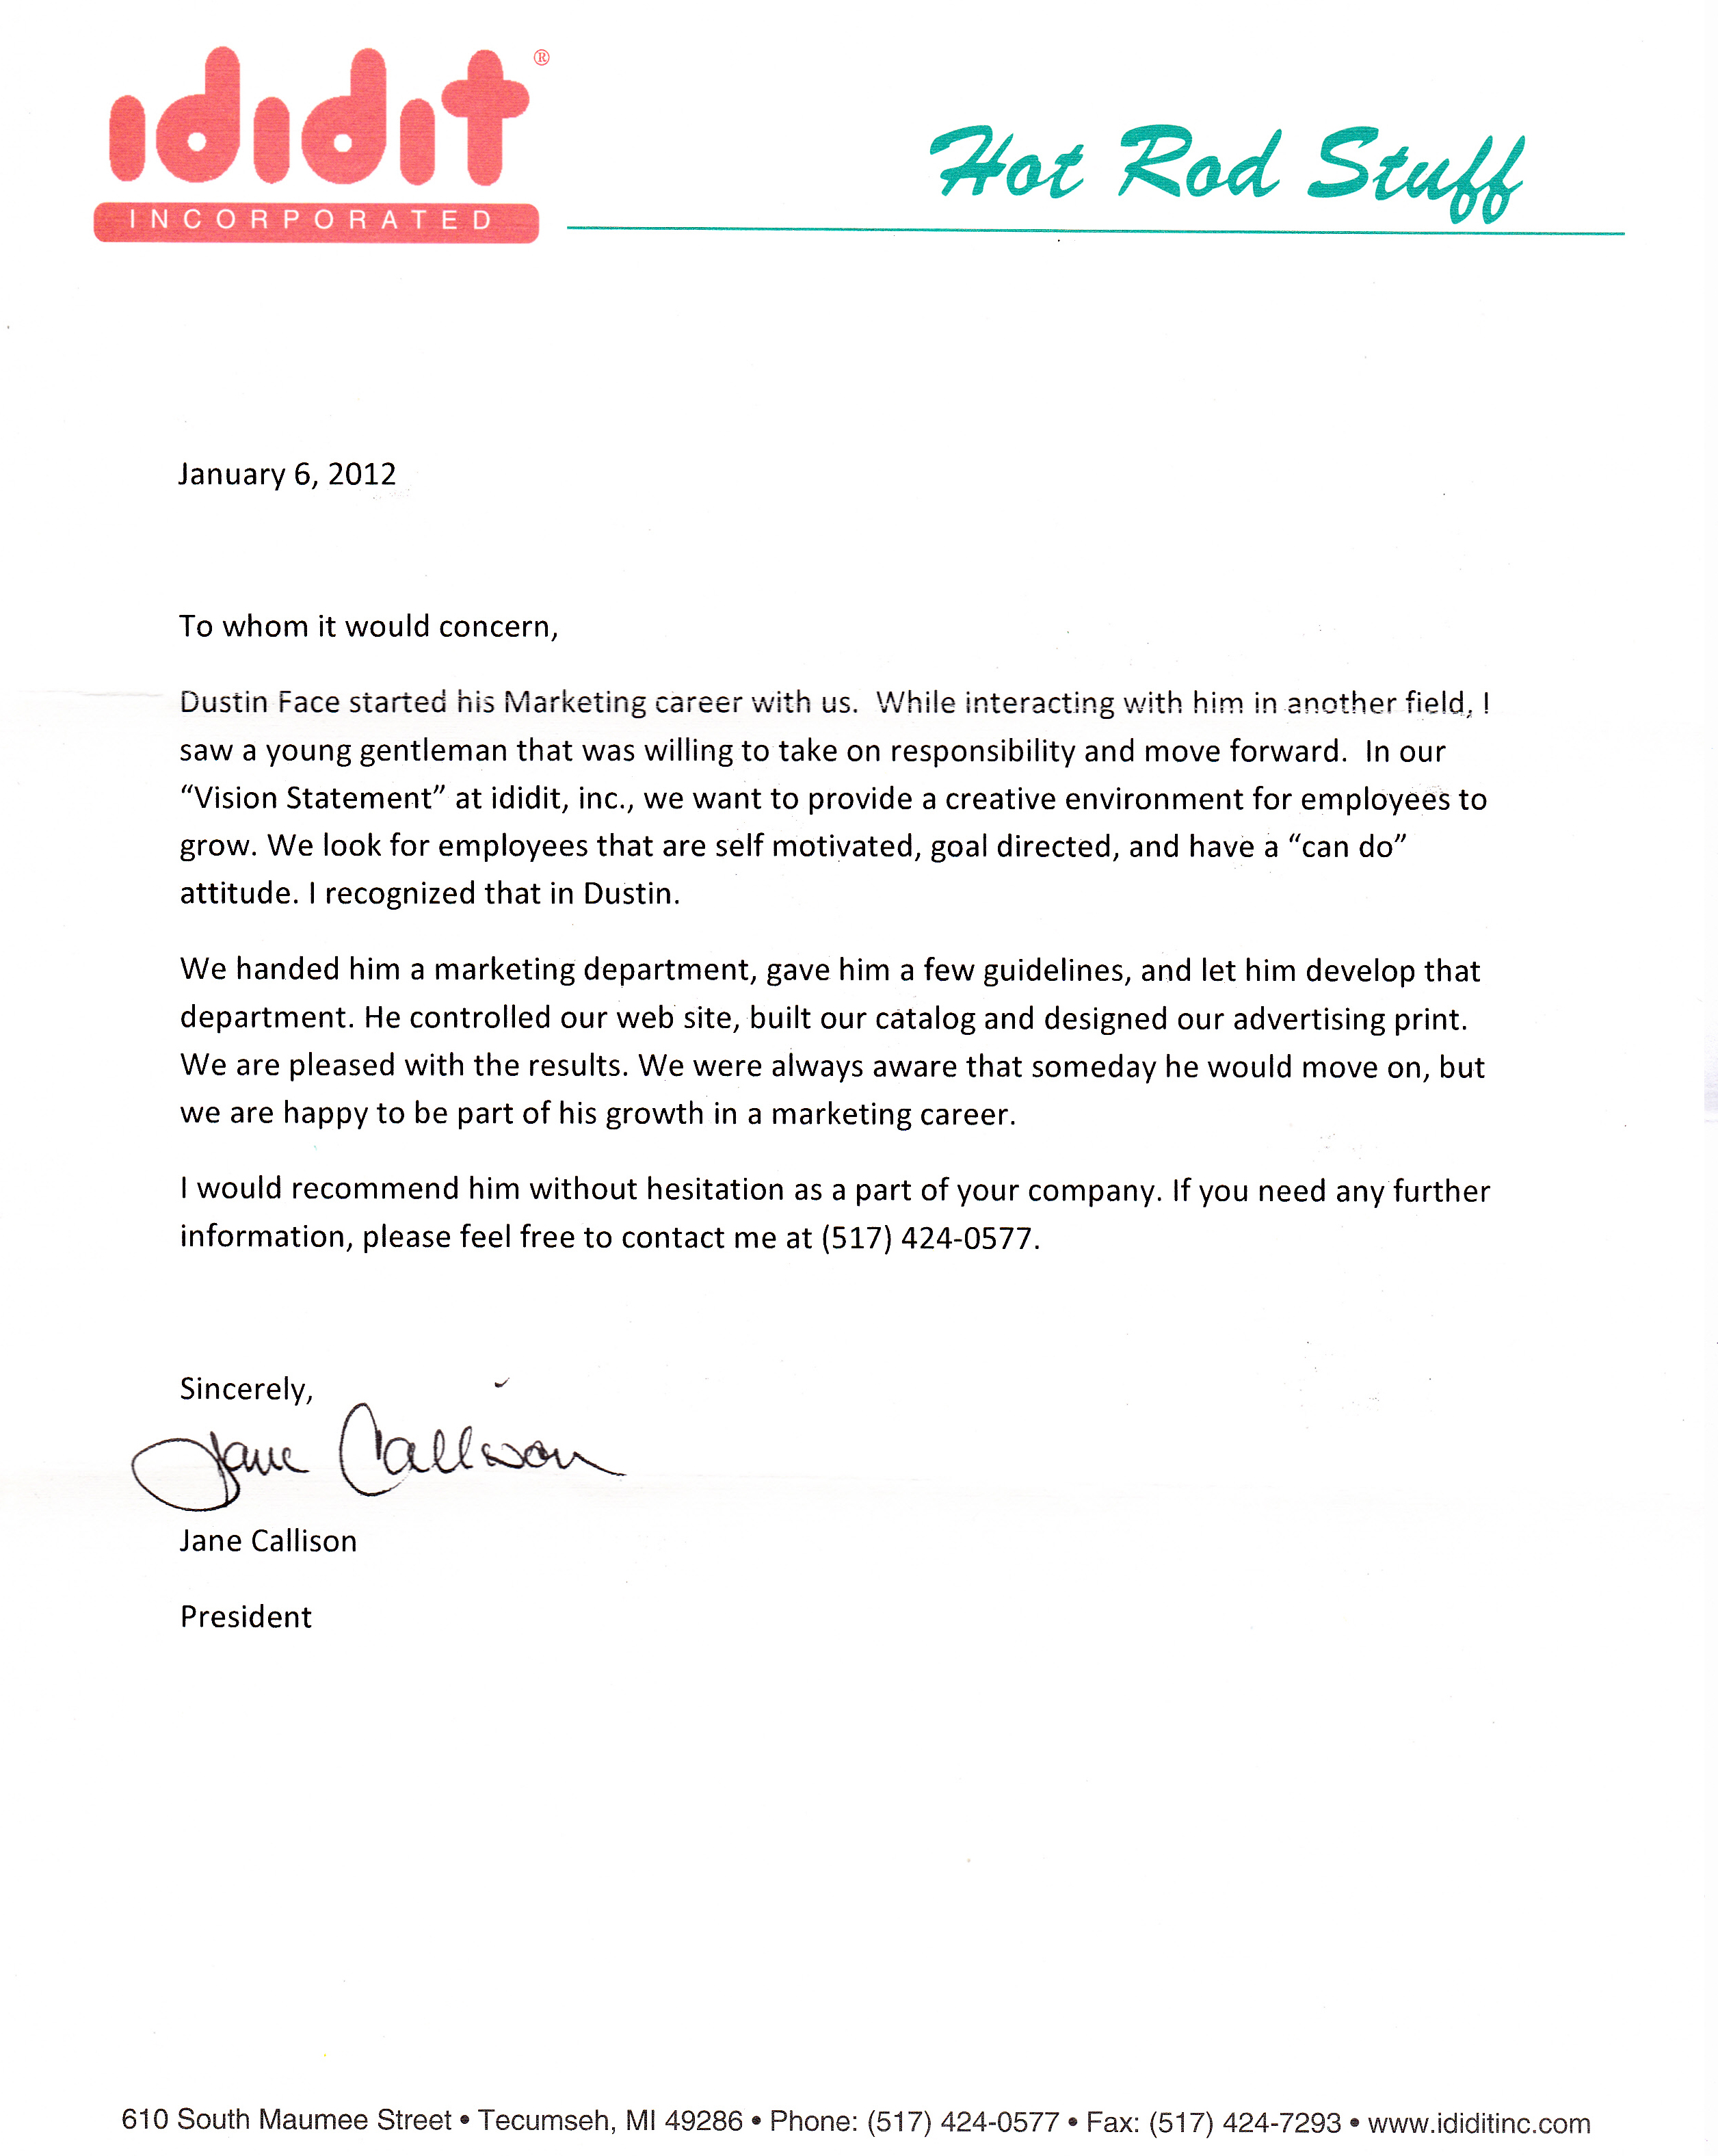 ididit®
INCORPORATED
Hot Rod Stuff
January 6, 2012
To whom it would concern,
Dustin Face started his Marketing career with us.  While interacting with him in another field, I
saw a young gentleman that was willing to take on responsibility and move forward.  In our
“Vision Statement” at ididit, inc., we want to provide a creative environment for employees to
grow. We look for employees that are self motivated, goal directed, and have a “can do”
attitude. I recognized that in Dustin.
We handed him a marketing department, gave him a few guidelines, and let him develop that
department. He controlled our web site, built our catalog and designed our advertising print.
We are pleased with the results. We were always aware that someday he would move on, but
we are happy to be part of his growth in a marketing career.
I would recommend him without hesitation as a part of your company. If you need any further
information, please feel free to contact me at (517) 424-0577.
Sincerely,
Jane Callison
Jane Callison
President
610 South Maumee Street • Tecumseh, MI 49286 • Phone: (517) 424-0577 • Fax: (517) 424-7293 • www.ididitinc.com